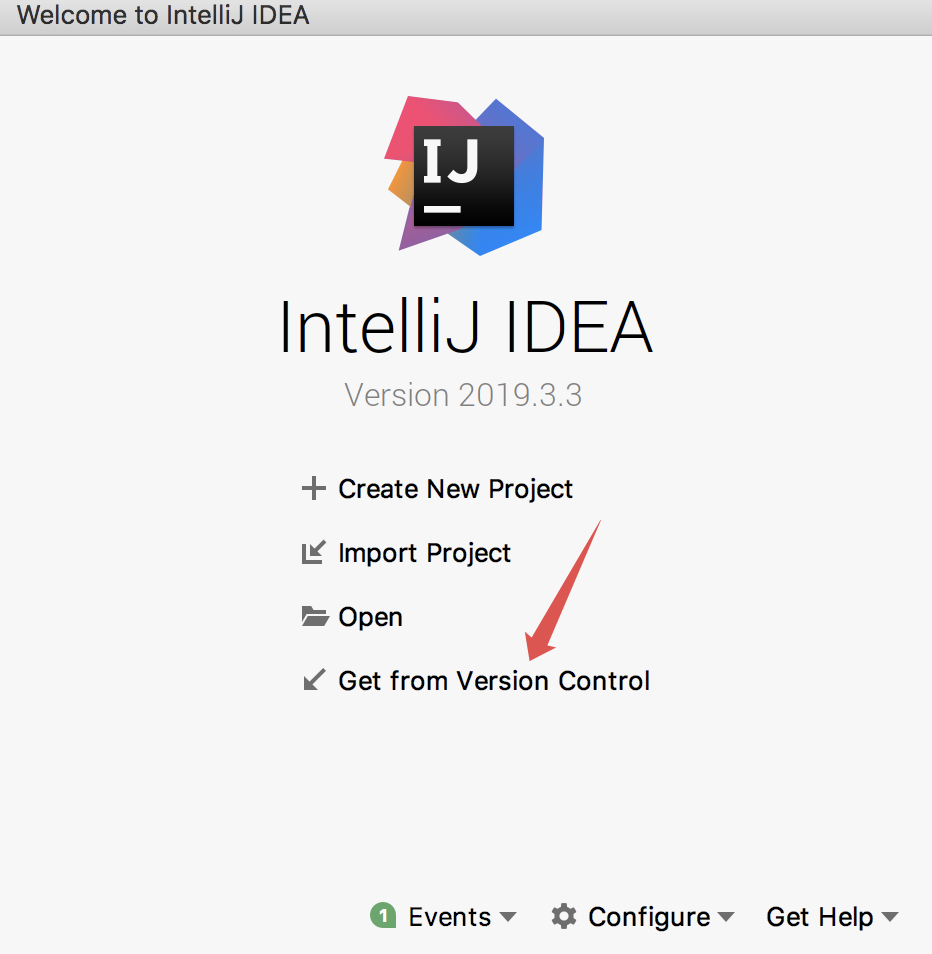 Welcome to IntelliJ IDEA
IJ
IntelliJ IDEA
Version 2019.3.3
Create New Project
Import Project
Open
Get from Version Control
1 Events Configure Get Help